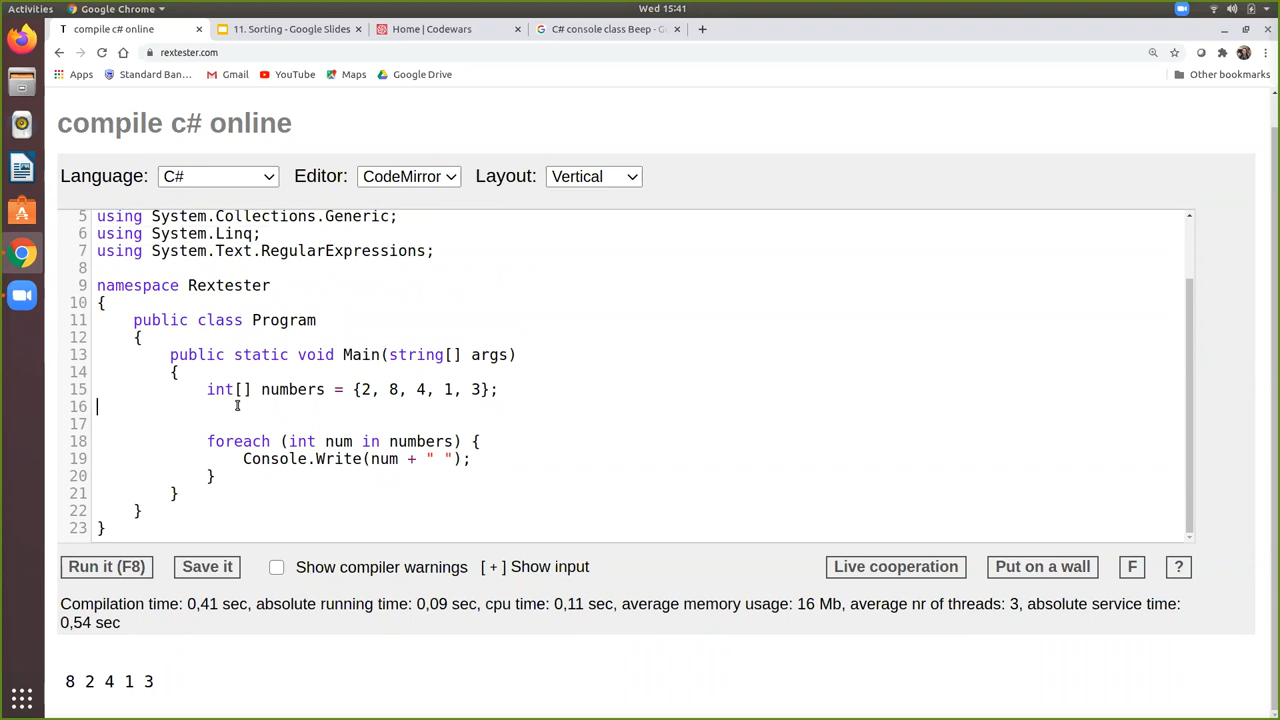 Activities
Google Chrome
Wed 15:41
compile c# online
11. Sorting - Google Slides
Home | Codewars
C# console class Beep - G
rextester.com
Apps
Standard Ban...
Gmail
YouTube
Maps
Google Drive
Other bookmarks
compile c# online
Language: C# Editor: CodeMirror Layout: Vertical
5 using System.Collections.Generic;
6 using System.Linq;
7 using System.Text.RegularExpressions;
8
9 namespace Rextester
10 {
11 public class Program
12 {
13 public static void Main(string[] args)
14 {
15 int[] numbers = {2, 8, 4, 1, 3};
16
17
18 foreach (int num in numbers) {
19 Console.Write(num + " ");
20 }
21 }
22 }
23 }
Run it (F8) Save it Show compiler warnings [ + ] Show input Live cooperation Put on a wall F ?
Compilation time: 0,41 sec, absolute running time: 0,09 sec, cpu time: 0,11 sec, average memory usage: 16 Mb, average nr of threads: 3, absolute service time:
0,54 sec
8 2 4 1 3